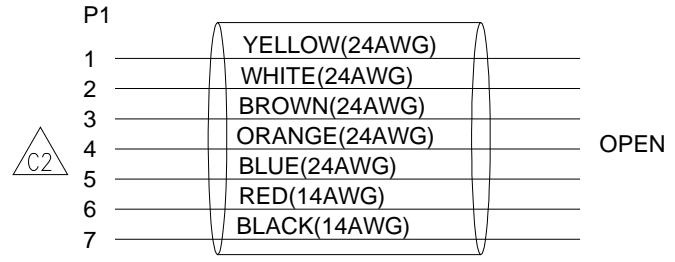 P1
YELLOW(24AWG)
1
WHITE(24AWG)
2
BROWN(24AWG)
3
ORANGE(24AWG)
C2
4
OPEN
BLUE(24AWG)
5
RED(14AWG)
6
BLACK(14AWG)
7